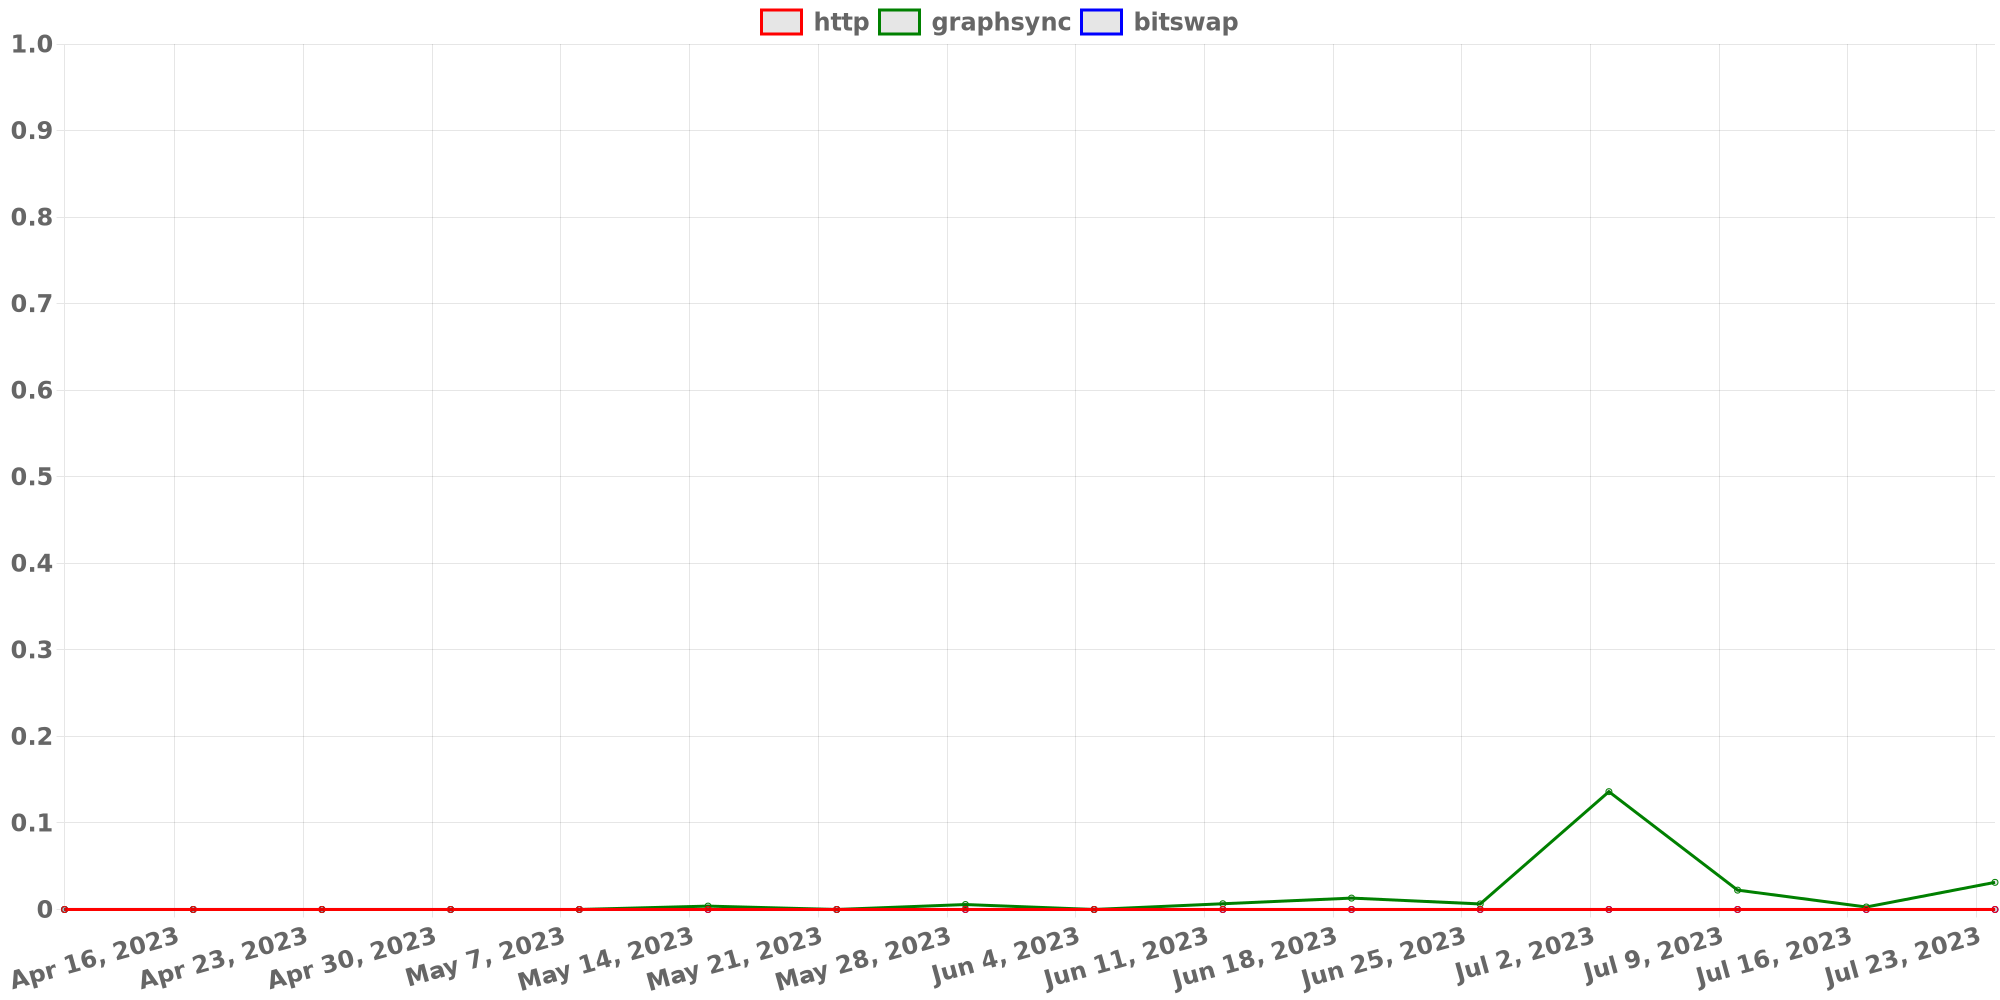 http graphsync bitswap
1.0
0.9
0.8
0.7
0.6
0.5
0.4
0.3
0.2
0.1
0
Apr 16, 2023
Apr 23, 2023
Apr 30, 2023
May 7, 2023
May 14, 2023
May 21, 2023
May 28, 2023
Jun 4, 2023
Jun 11, 2023
Jun 18, 2023
Jun 25, 2023
Jul 2, 2023
Jul 9, 2023
Jul 16, 2023
Jul 23, 2023